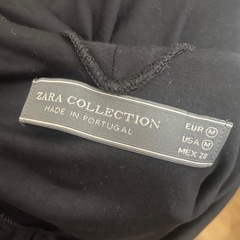 ZARA COLLECTION
MADE IN PORTUGAL
EUR M
USA M
MEX 28